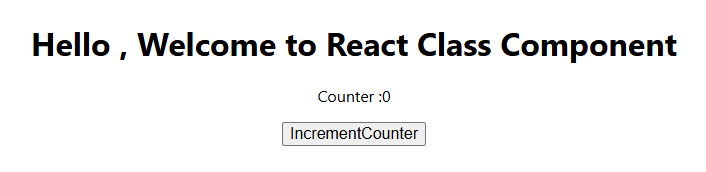 Hello , Welcome to React Class Component
Counter :0
IncrementCounter